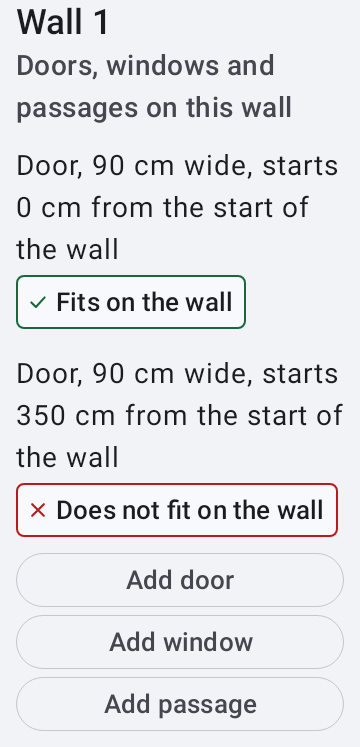 Wall 1
Doors, windows and
passages on this wall
Door, 90 cm wide, starts
0 cm from the start of
the wall
Fits on the wall
Door, 90 cm wide, starts
350 cm from the start of
the wall
Does not fit on the wall
Add door
Add window
Add passage